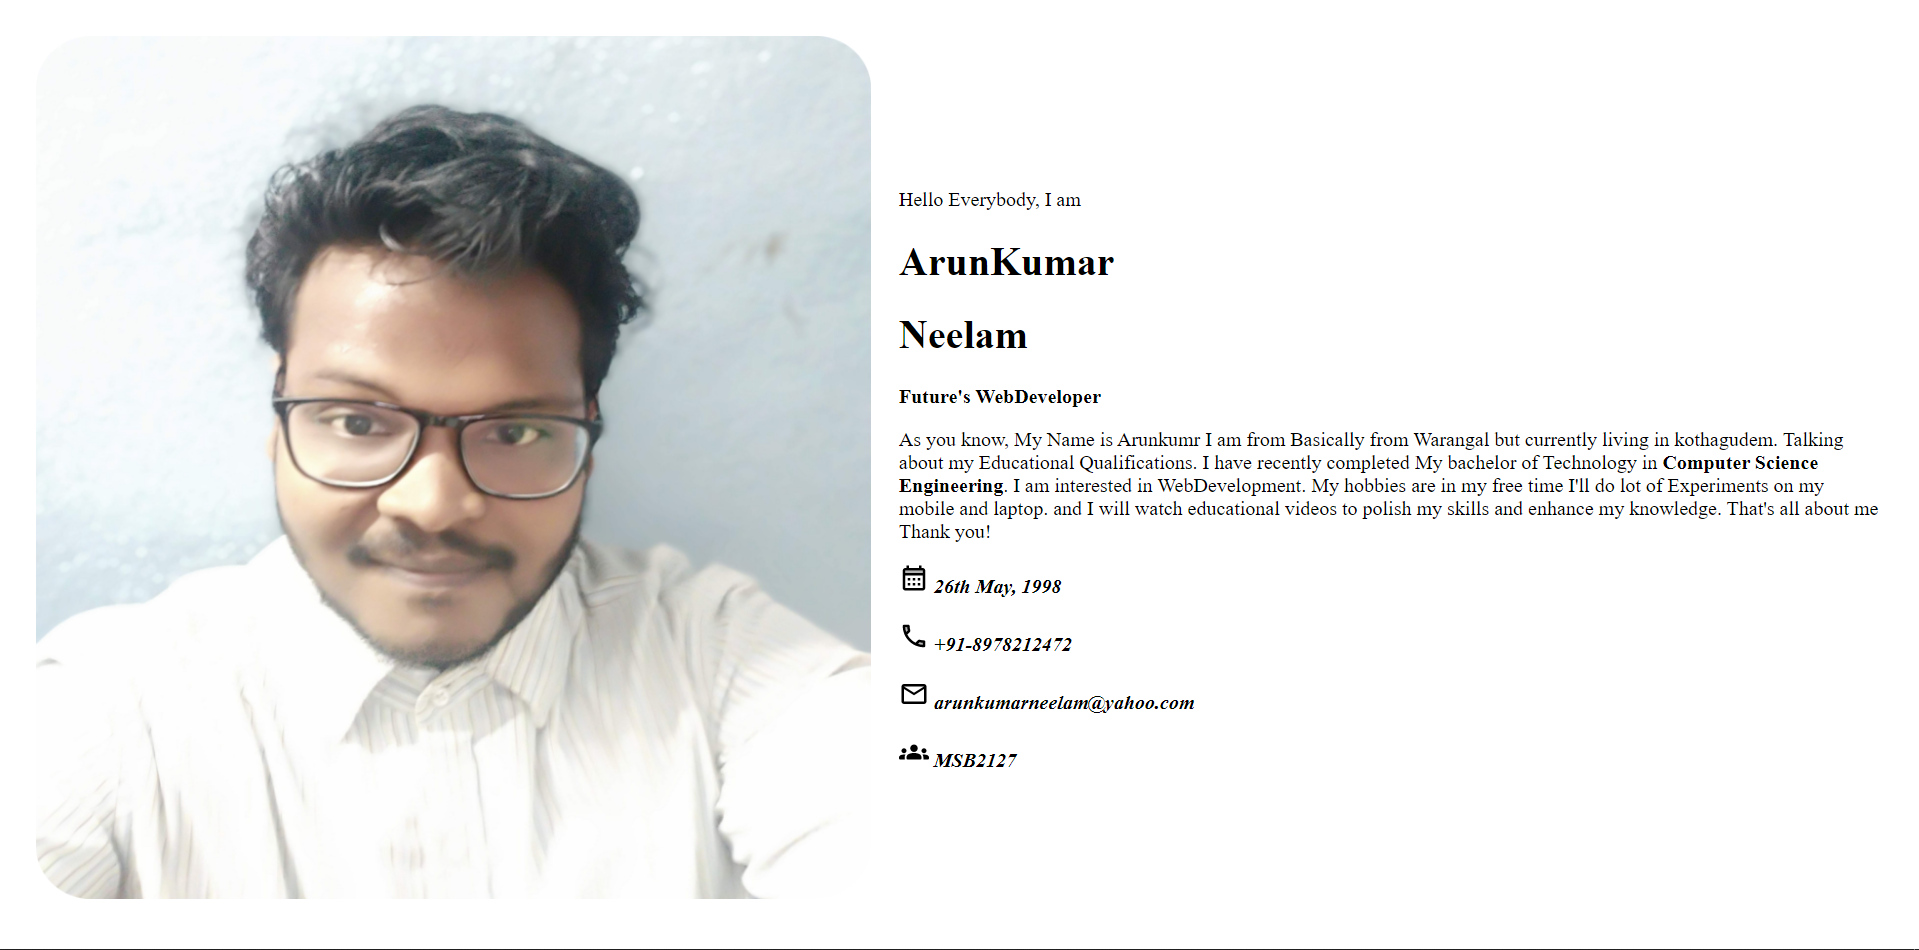 Hello Everybody, I am
ArunKumar
Neelam
Future's WebDeveloper
As you know, My Name is Arunkumr I am from Basically from Warangal but currently living in kothagudem. Talking
about my Educational Qualifications. I have recently completed My bachelor of Technology in Computer Science
Engineering. I am interested in WebDevelopment. My hobbies are in my free time I'll do lot of Experiments on my
mobile and laptop. and I will watch educational videos to polish my skills and enhance my knowledge. That's all about me
Thank you!
26th May, 1998
+91-8978212472
arunkumarneelam@yahoo.com
MSB2127